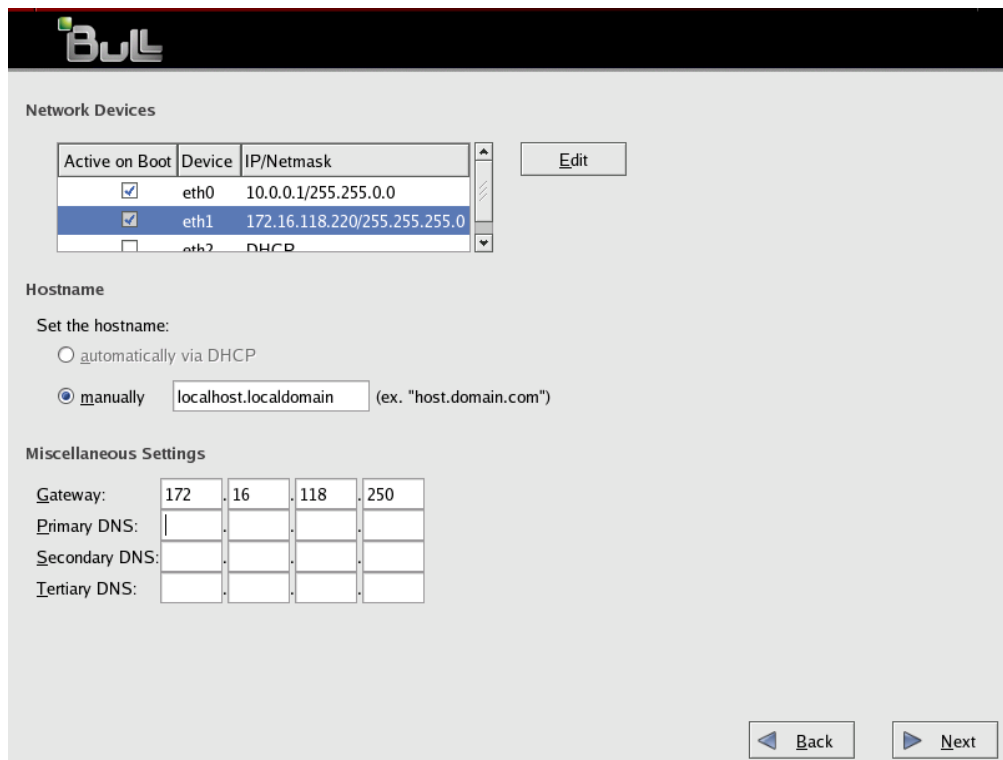 Bull
Network Devices
Active on Boot Device IP/Netmask
eth0 10.0.0.1/255.255.0.0
eth1 172.16.118.220/255.255.255.0
eth2 DHCP
Edit
Hostname
Set the hostname:
automatically via DHCP
manually localhost.localdomain (ex. "host.domain.com")
Miscellaneous Settings
Gateway: 172 . 16 . 118 . 250
Primary DNS: . . .
Secondary DNS: . . .
Tertiary DNS: . . .
Back Next